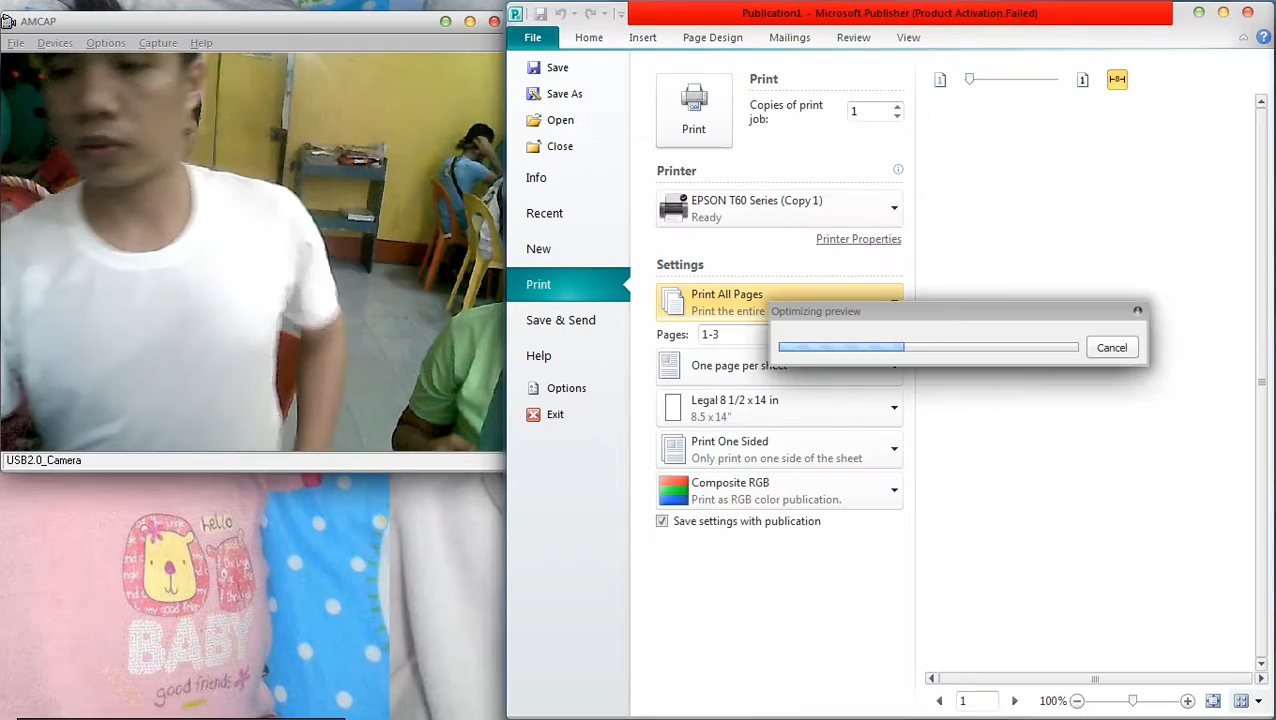 AMCAP
File Devices Options Capture Help
USB2.0_Camera
hello
BABY
good friends
Publication1 - Microsoft Publisher (Product Activation Failed)
File Home Insert Page Design Mailings Review View
Save
Save As
Open
Close
Info
Recent
New
Print
Save & Send
Help
Options
Exit
Print
Print
Copies of print
job:
1
Printer
EPSON T60 Series (Copy 1)
Ready
Printer Properties
Settings
Print All Pages
Print the entire
Pages: 1-3
One page per sheet
Legal 8 1/2 x 14 in
8.5 x 14"
Print One Sided
Only print on one side of the sheet
Composite RGB
Print as RGB color publication.
Save settings with publication
Optimizing preview
Cancel
1 1
1 100%